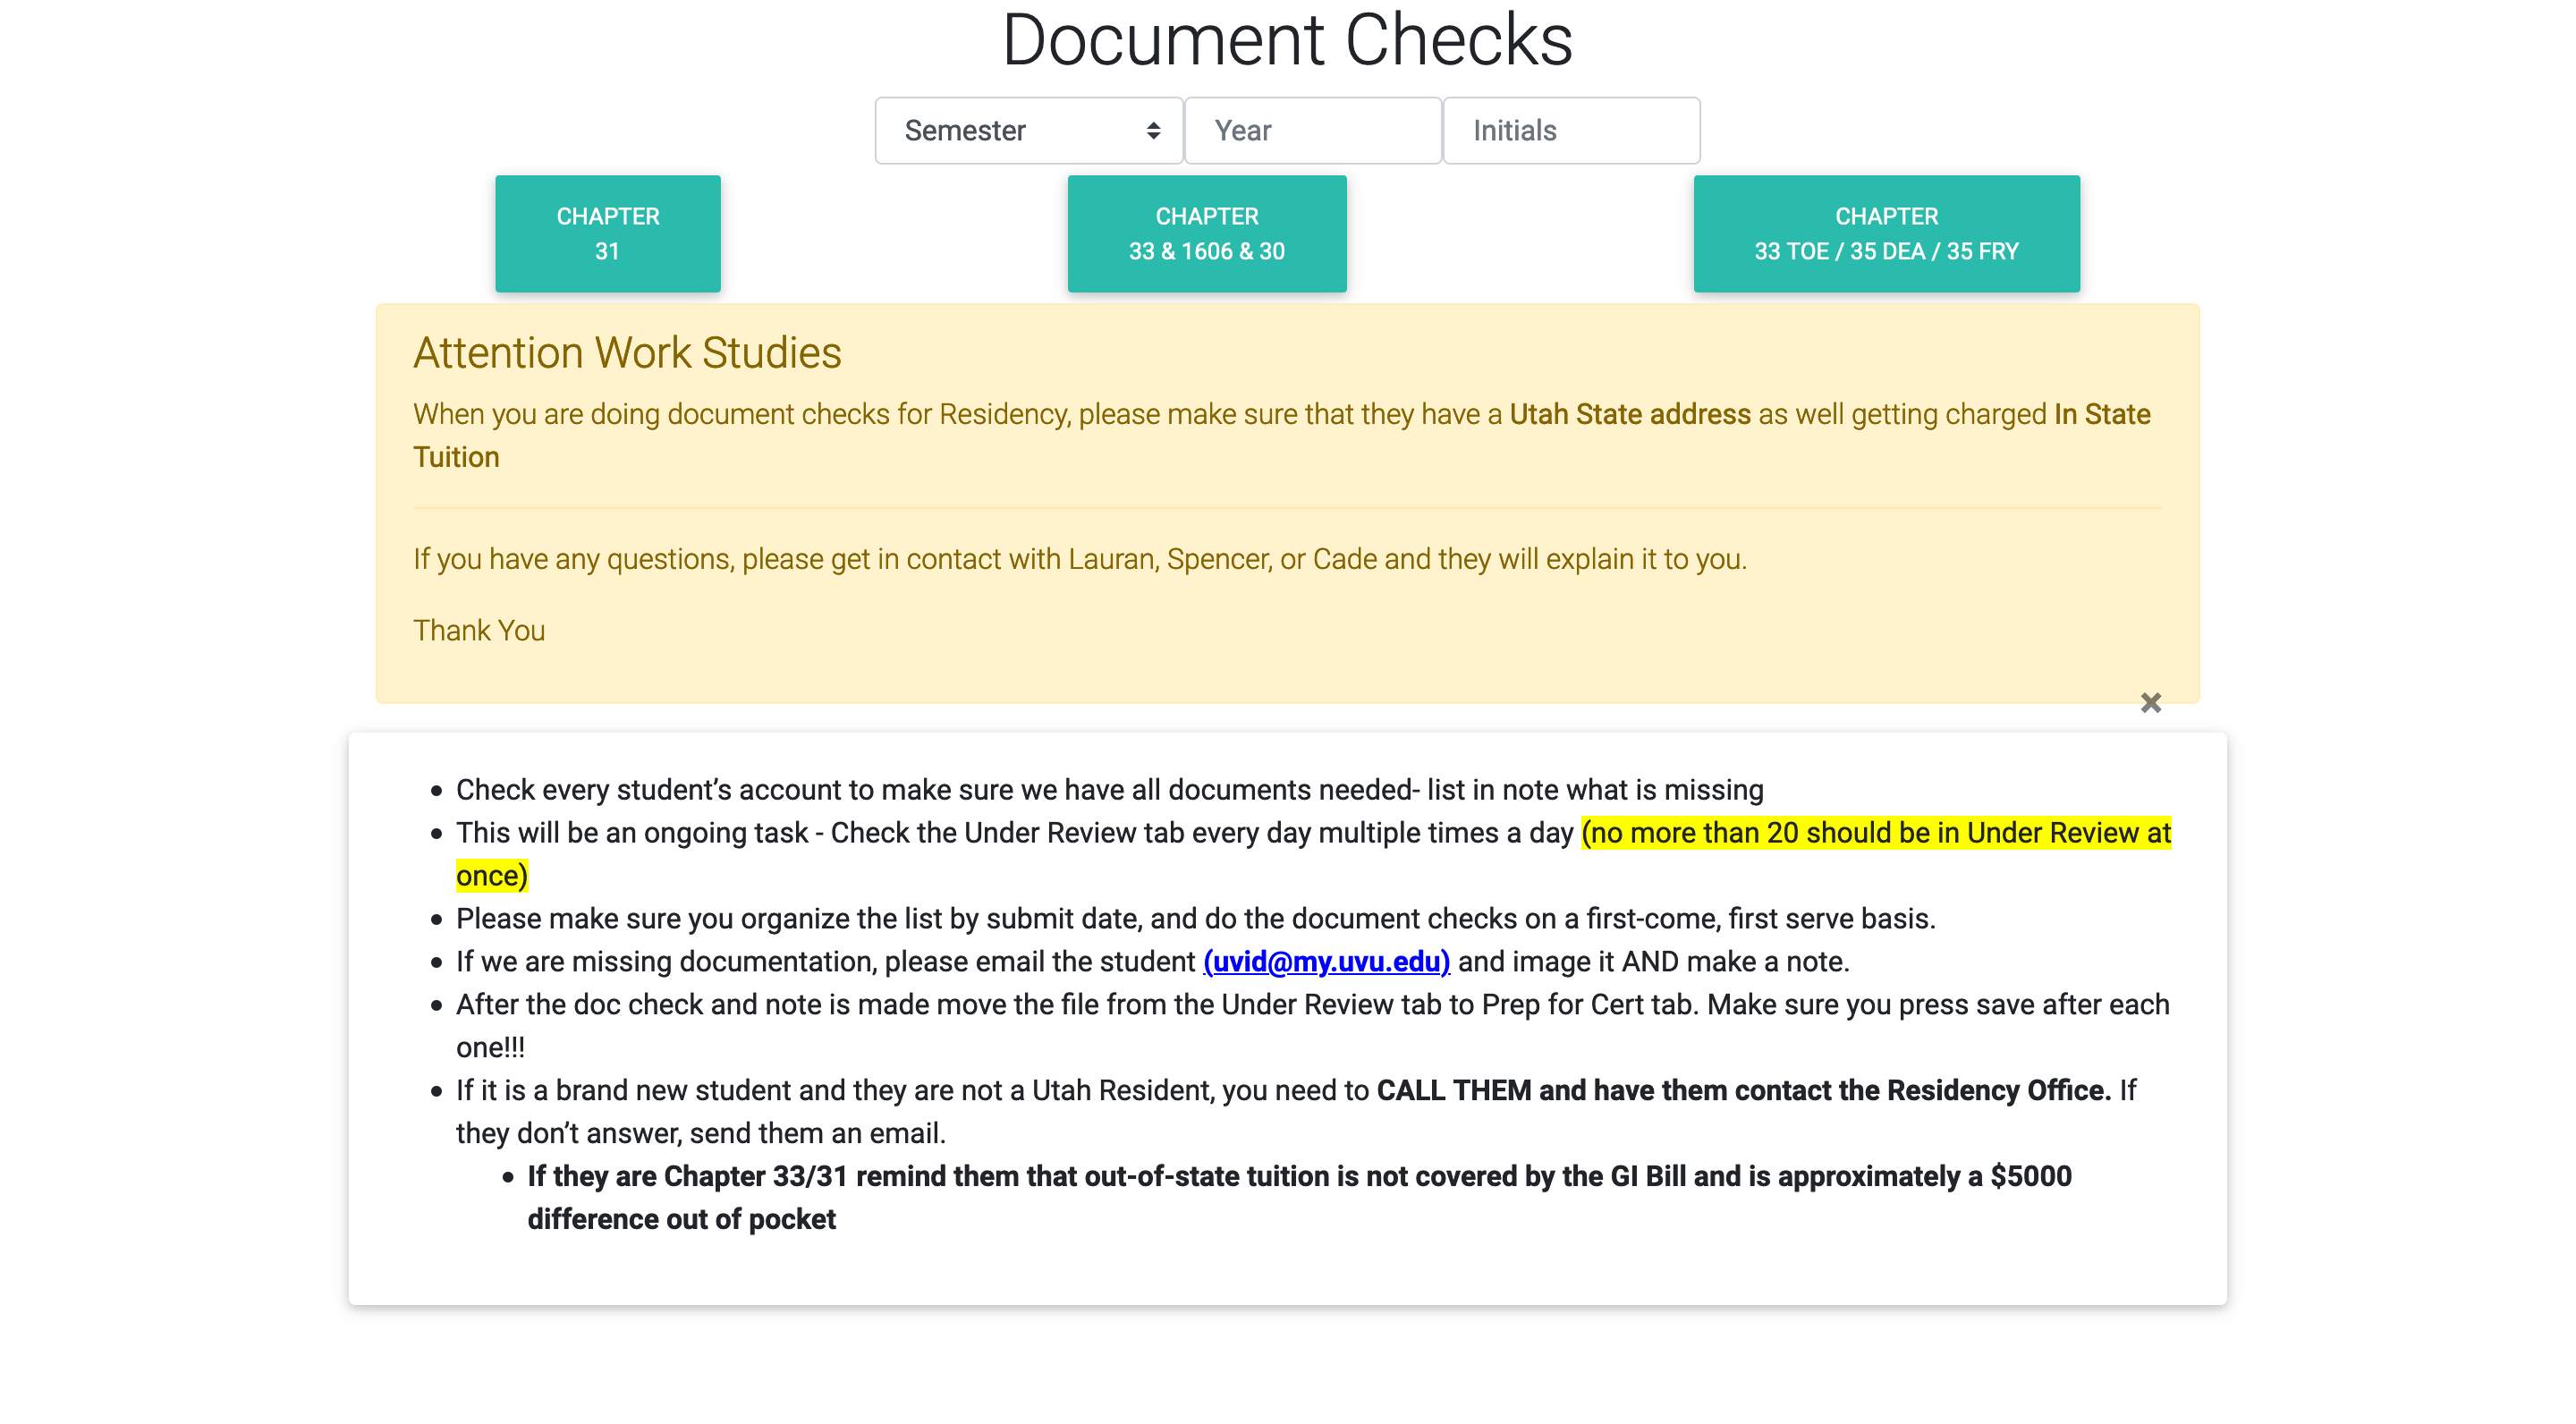 Document Checks
Semester
Year
Initials
CHAPTER
31
CHAPTER
33 & 1606 & 30
CHAPTER
33 TOE / 35 DEA / 35 FRY
Attention Work Studies
When you are doing document checks for Residency, please make sure that they have a Utah State address as well getting charged In State
Tuition
If you have any questions, please get in contact with Lauran, Spencer, or Cade and they will explain it to you.
Thank You
×
• Check every student’s account to make sure we have all documents needed- list in note what is missing
• This will be an ongoing task - Check the Under Review tab every day multiple times a day (no more than 20 should be in Under Review at
once)
• Please make sure you organize the list by submit date, and do the document checks on a first-come, first serve basis.
• If we are missing documentation, please email the student (uvid@my.uvu.edu) and image it AND make a note.
• After the doc check and note is made move the file from the Under Review tab to Prep for Cert tab. Make sure you press save after each
one!!!
• If it is a brand new student and they are not a Utah Resident, you need to CALL THEM and have them contact the Residency Office. If
they don’t answer, send them an email.
• If they are Chapter 33/31 remind them that out-of-state tuition is not covered by the GI Bill and is approximately a $5000
difference out of pocket